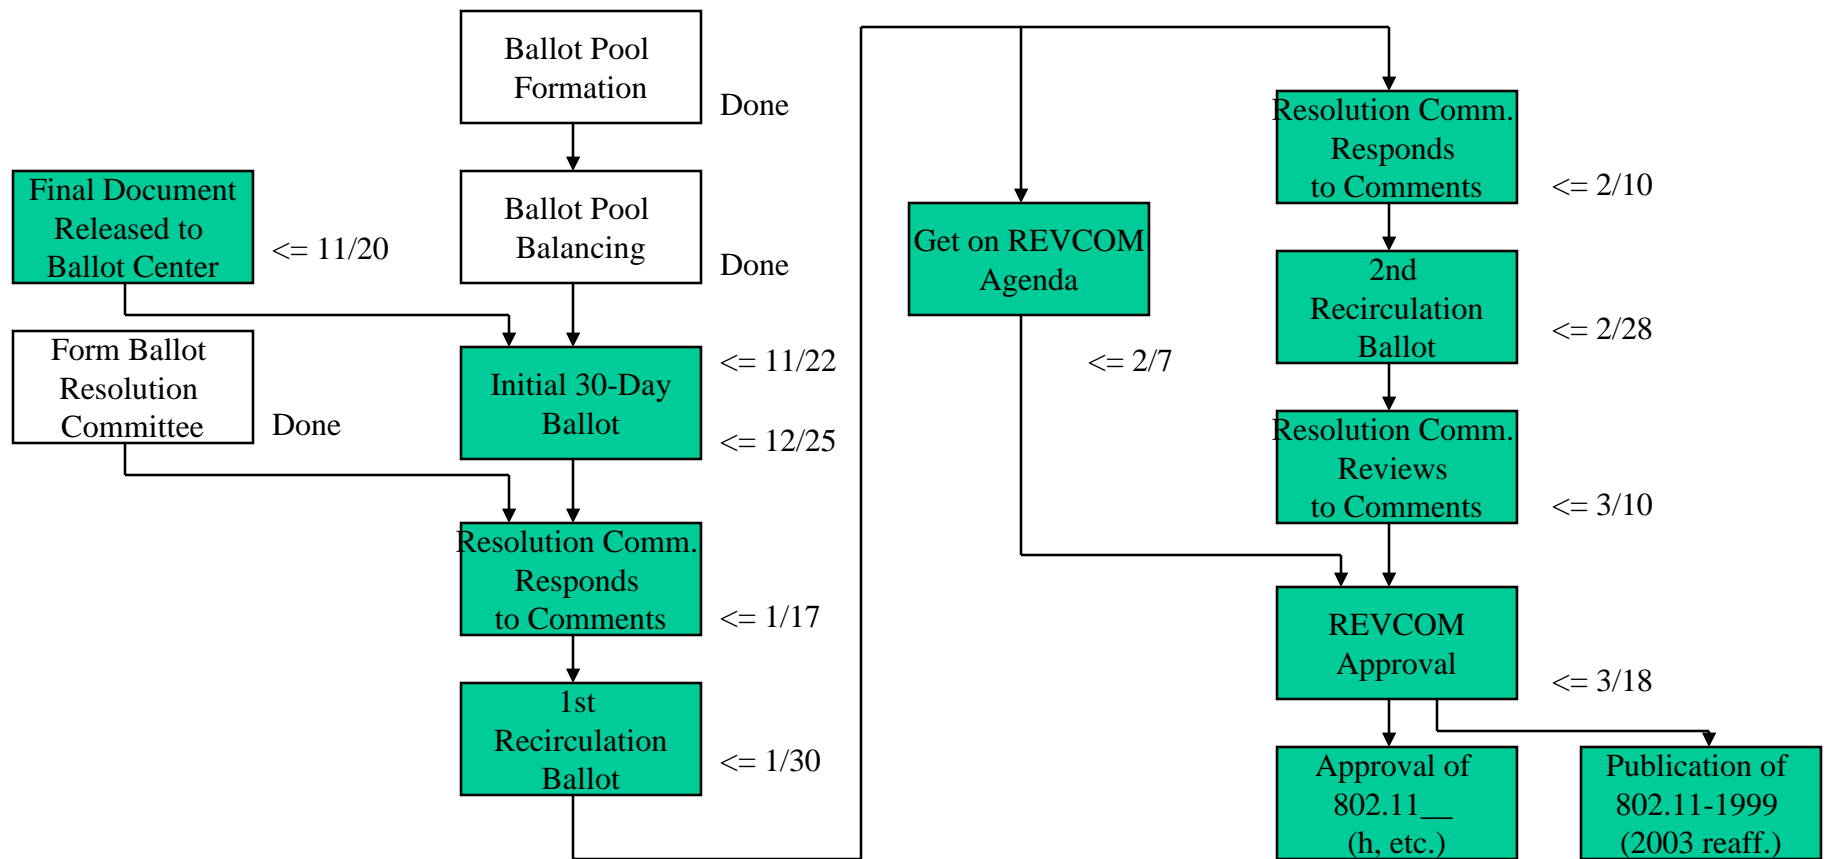 Ballot Pool
Formation
Done
Final Document
Released to
Ballot Center
<= 11/20
Ballot Pool
Balancing
Done
Form Ballot
Resolution
Committee
Done
<= 11/22
Initial 30-Day
Ballot
<= 12/25
Resolution Comm.
Responds
to Comments
<= 1/17
1st
Recirculation
Ballot
<= 1/30
Get on REVCOM
Agenda
<= 2/7
Resolution Comm.
Responds
to Comments
<= 2/10
2nd
Recirculation
Ballot
<= 2/28
Resolution Comm.
Reviews
to Comments
<= 3/10
REVCOM
Approval
<= 3/18
Approval of
802.11__
(h, etc.)
Publication of
802.11-1999
(2003 reaff.)